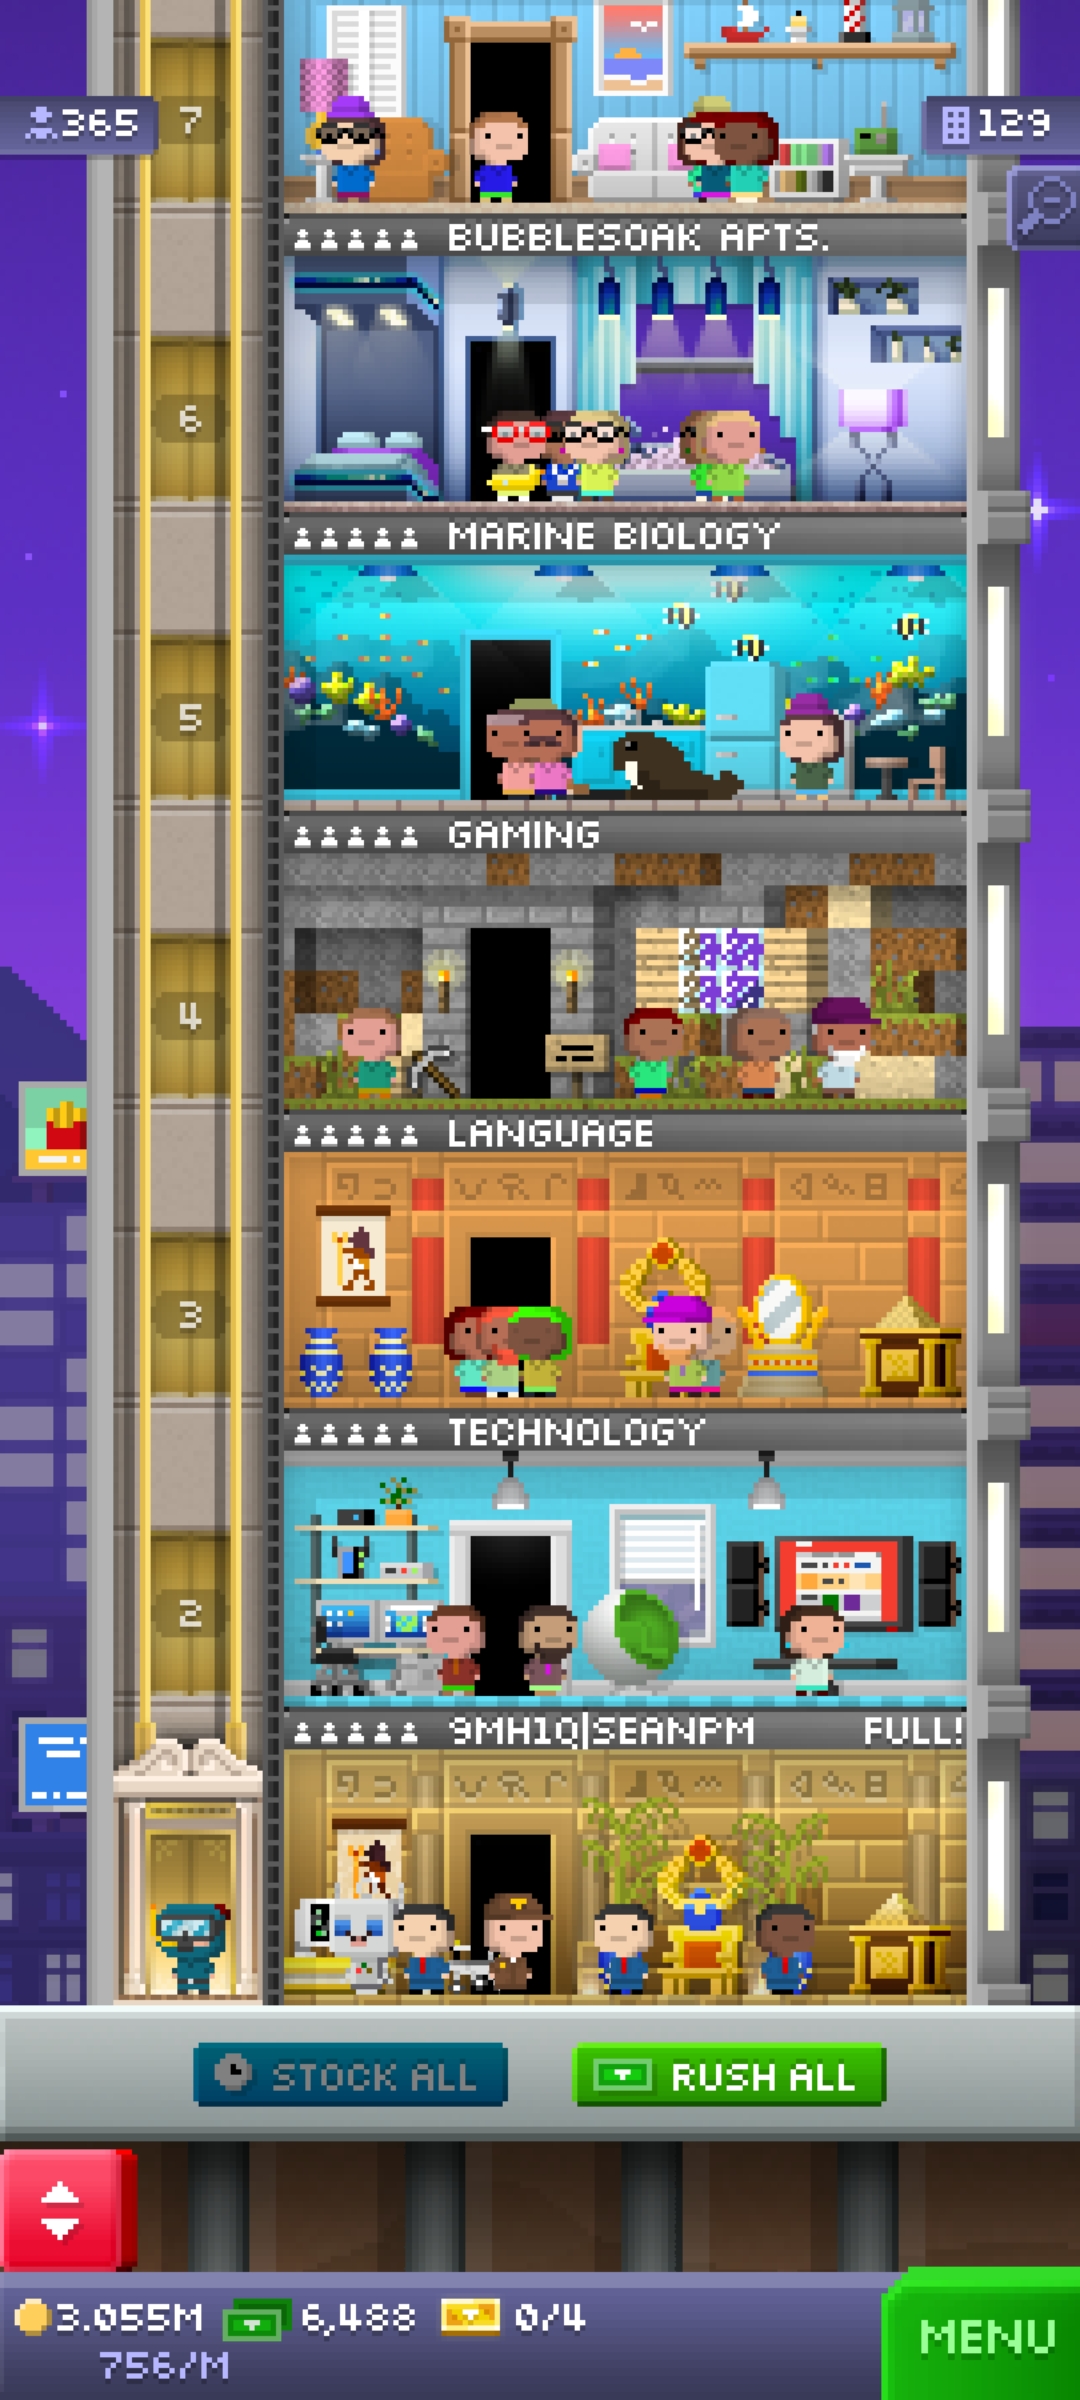 7
365
129
BUBBLESOAK APTS.
6
MARINE BIOLOGY
5
GAMING
4
LANGUAGE
3
TECHNOLOGY
2
9MH1Q|SEANPM FULL!
STOCK ALL
RUSH ALL
3.055M 6,488 0/4
756/M
MENU